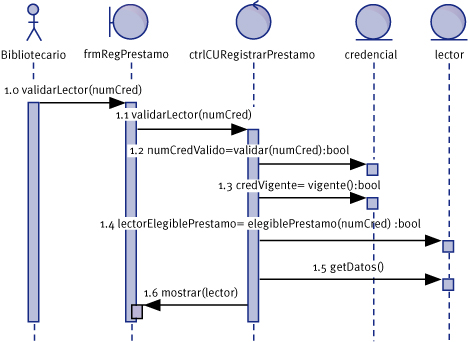 Bibliotecario frmRegPrestamo ctrlCURegistrarPrestamo credencial lector
1.0 validarLector(numCred)
1.1 validarLector(numCred)
1.2 numCredValido=validar(numCred):bool
1.3 credVigente= vigente():bool
1.4 lectorElegiblePrestamo= elegiblePrestamo(numCred) :bool
1.5 getDatos()
1.6 mostrar(lector)